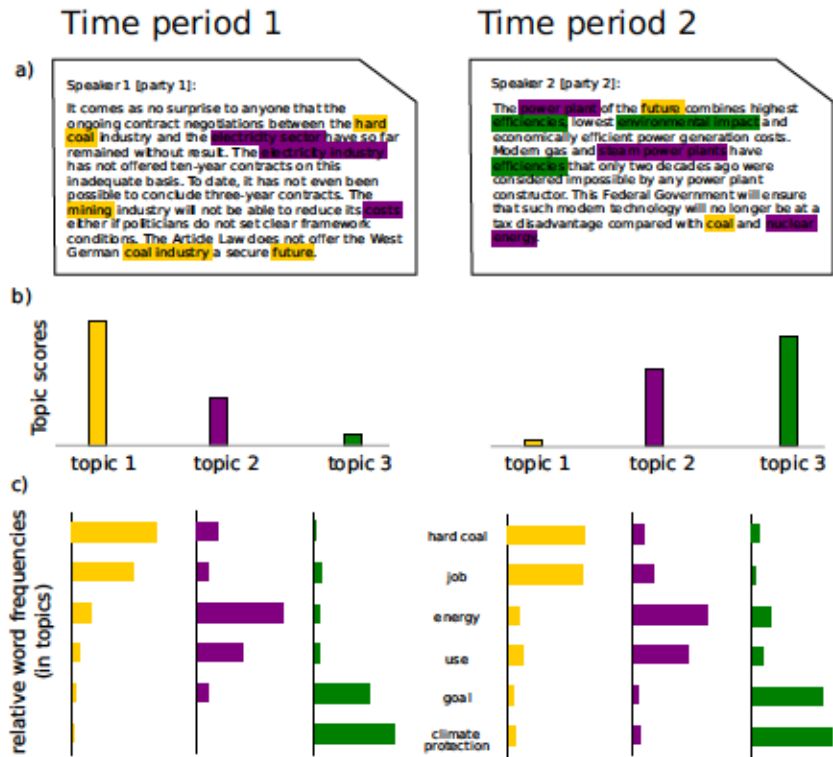 Time period 1
Time period 2
a)
Speaker 1 [party 1]:
It comes as no surprise to anyone that the
ongoing contract negotiations between the hard
coal industry and the electricity sector have so far
remained without result. The electricity industry
has not offered ten-year contracts on this
inadequate basis. To date, it has not even been
possible to conclude three-year contracts. The
mining industry will not be able to reduce its costs
either if politicians do not set clear framework
conditions. The Article Law does not offer the West
German coal industry a secure future.
Speaker 2 [party 2]:
The power plant of the future combines highest
efficiencies, lowest environmental impact and
economically efficient power generation costs.
Modern gas and steam power plants have
efficiencies that only two decades ago were
considered impossible by any power plant
constructor. This Federal Government will ensure
that such modern technology will no longer be at a
tax disadvantage compared with coal and nuclear
energy.
b)
Topic scores
topic 1
topic 2
topic 3
topic 1
topic 2
topic 3
c)
relative word frequencies
(in topics)
hard coal
job
energy
use
goal
climate
protection